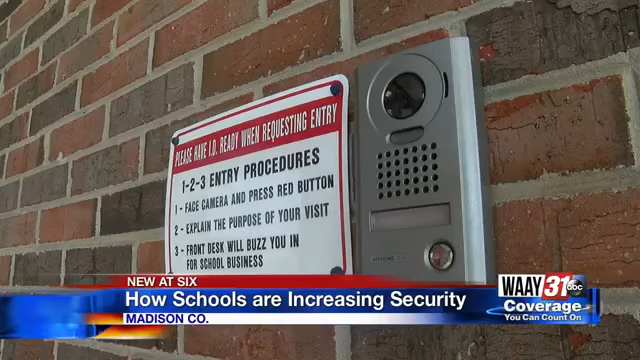 PLEASE HAVE I.D. READY WHEN REQUESTING ENTRY
1-2-3 ENTRY PROCEDURES
1 - FACE CAMERA AND PRESS RED BUTTON
2 - EXPLAIN THE PURPOSE OF YOUR VISIT
3 - FRONT DESK WILL BUZZ YOU IN
FOR SCHOOL BUSINESS
NEW AT SIX
How Schools are Increasing Security
MADISON CO.
WAAY 31 abc
Coverage
You Can Count On